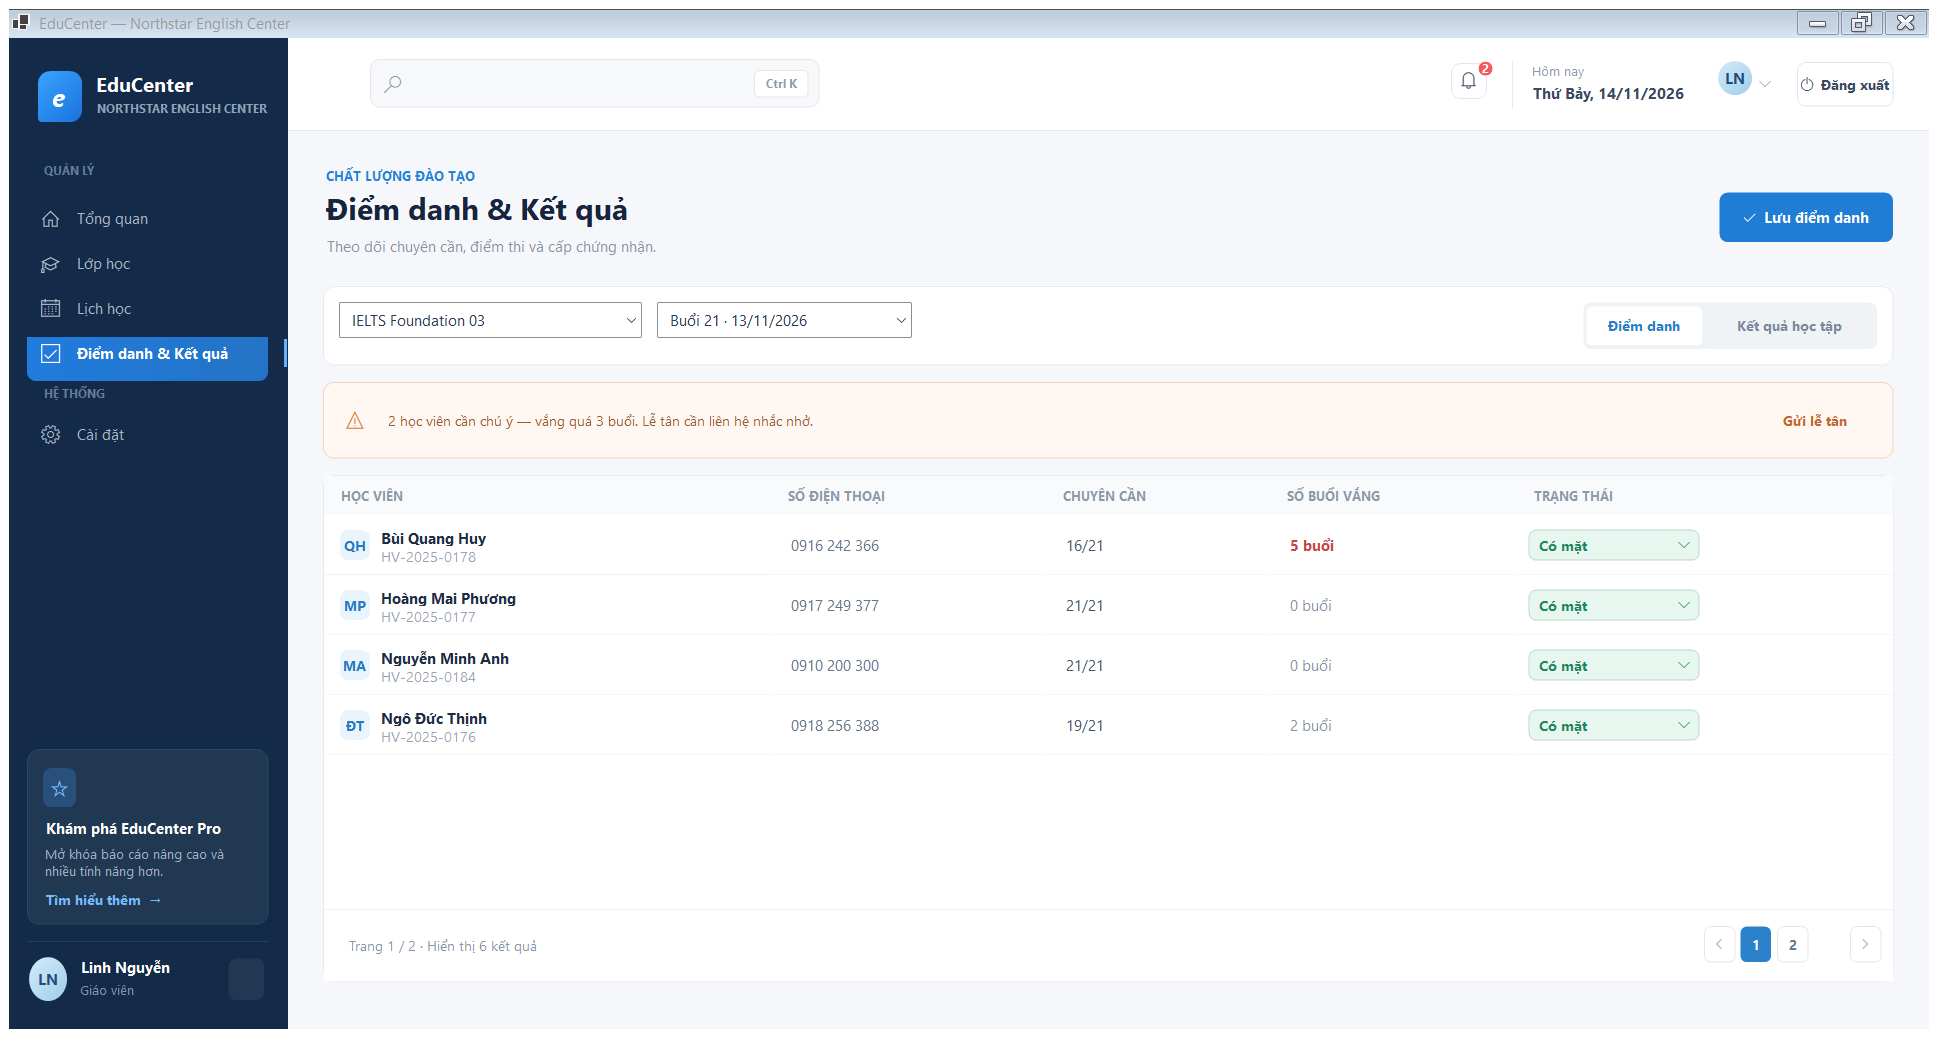 EduCenter — Northstar English Center
e
EduCenter
NORTHSTAR ENGLISH CENTER
QUẢN LÝ
Tổng quan
Lớp học
Lịch học
Điểm danh & Kết quả
HỆ THỐNG
Cài đặt
Khám phá EduCenter Pro
Mở khóa báo cáo nâng cao và
nhiều tính năng hơn.
Tìm hiểu thêm →
LN
Linh Nguyễn
Giáo viên
Ctrl K
2
Hôm nay
Thứ Bảy, 14/11/2026
LN
Đăng xuất
CHẤT LƯỢNG ĐÀO TẠO
Điểm danh & Kết quả
Theo dõi chuyên cần, điểm thi và cấp chứng nhận.
Lưu điểm danh
IELTS Foundation 03
Buổi 21 · 13/11/2026
Điểm danh
Kết quả học tập
2 học viên cần chú ý — vắng quá 3 buổi. Lễ tân cần liên hệ nhắc nhở.
Gửi lễ tân
HỌC VIÊN SỐ ĐIỆN THOẠI CHUYÊN CẦN SỐ BUỔI VẮNG TRẠNG THÁI
QH Bùi Quang Huy 0916 242 366 16/21 5 buổi Có mặt
HV-2025-0178
MP Hoàng Mai Phương 0917 249 377 21/21 0 buổi Có mặt
HV-2025-0177
MA Nguyễn Minh Anh 0910 200 300 21/21 0 buổi Có mặt
HV-2025-0184
ĐT Ngô Đức Thịnh 0918 256 388 19/21 2 buổi Có mặt
HV-2025-0176
Trang 1 / 2 · Hiển thị 6 kết quả
1 2